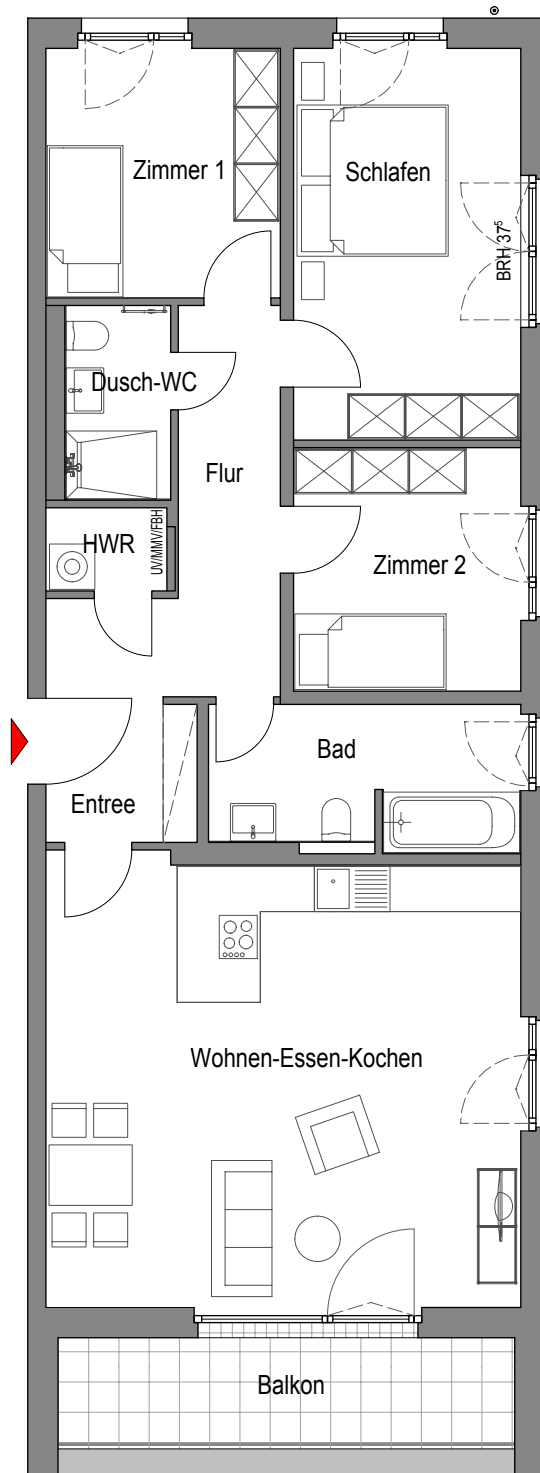 Zimmer 1
Schlafen
BRH 37⁵
Dusch-WC
Flur
HWR
UV/MMV/FBH
Zimmer 2
Bad
Entree
Wohnen-Essen-Kochen
Balkon